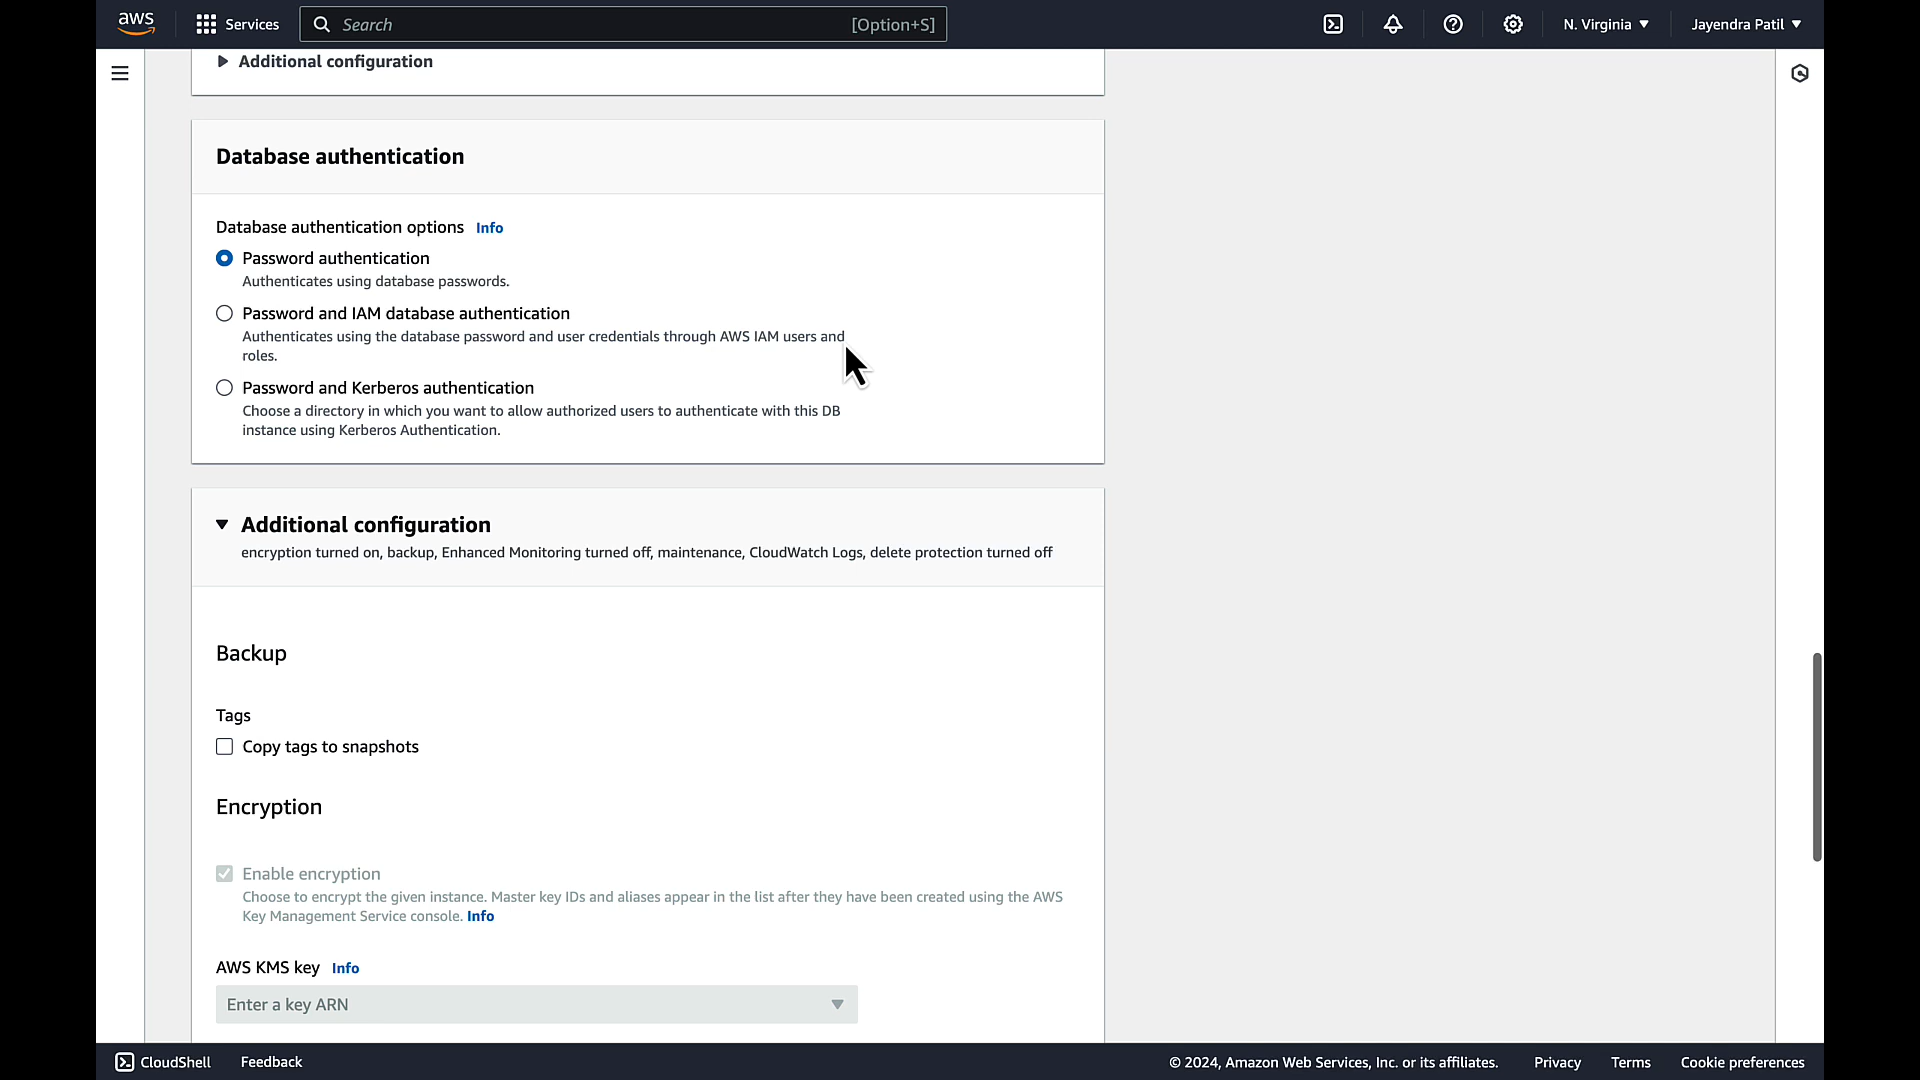 aws
Services
Search
[Option+S]
N. Virginia
Jayendra Patil
Additional configuration
Database authentication
Database authentication options Info
Password authentication
Authenticates using database passwords.
Password and IAM database authentication
Authenticates using the database password and user credentials through AWS IAM users and
roles.
Password and Kerberos authentication
Choose a directory in which you want to allow authorized users to authenticate with this DB
instance using Kerberos Authentication.
Additional configuration
encryption turned on, backup, Enhanced Monitoring turned off, maintenance, CloudWatch Logs, delete protection turned off
Backup
Tags
Copy tags to snapshots
Encryption
Enable encryption
Choose to encrypt the given instance. Master key IDs and aliases appear in the list after they have been created using the AWS
Key Management Service console. Info
AWS KMS key Info
Enter a key ARN
CloudShell
Feedback
© 2024, Amazon Web Services, Inc. or its affiliates.
Privacy
Terms
Cookie preferences